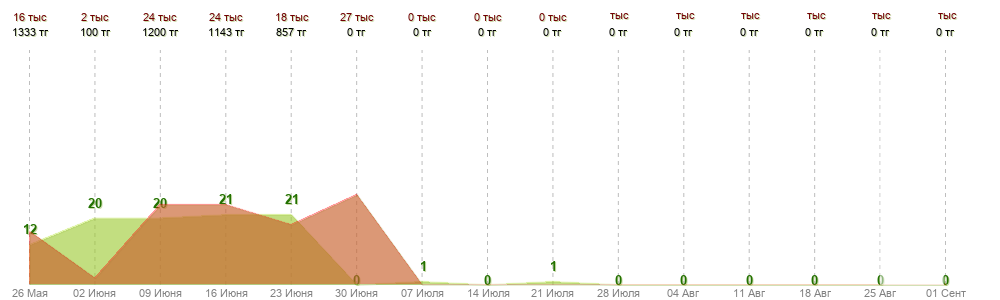 16 тыс 2 тыс 24 тыс 24 тыс 18 тыс 27 тыс 0 тыс 0 тыс 0 тыс тыс тыс тыс тыс тыс тыс
1333 тг 100 тг 1200 тг 1143 тг 857 тг 0 тг 0 тг 0 тг 0 тг 0 тг 0 тг 0 тг 0 тг 0 тг 0 тг
12 20 20 21 21 0 1 0 1 0 0 0 0 0 0
26 Мая 02 Июня 09 Июня 16 Июня 23 Июня 30 Июня 07 Июля 14 Июля 21 Июля 28 Июля 04 Авг 11 Авг 18 Авг 25 Авг 01 Сент